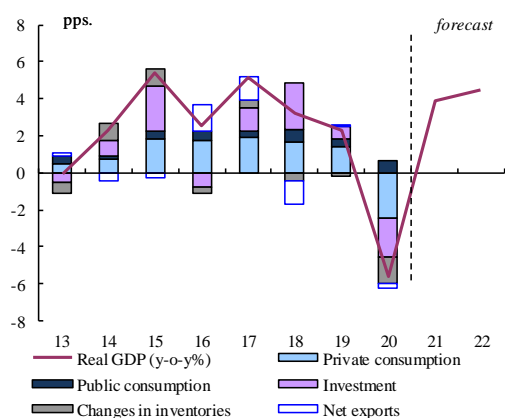 8
pps.
forecast
6
4
2
0
-2
-4
-6
-8
13 14 15 16 17 18 19 20 21 22
Real GDP (y-o-y%) Private consumption
Public consumption Investment
Changes in inventories Net exports